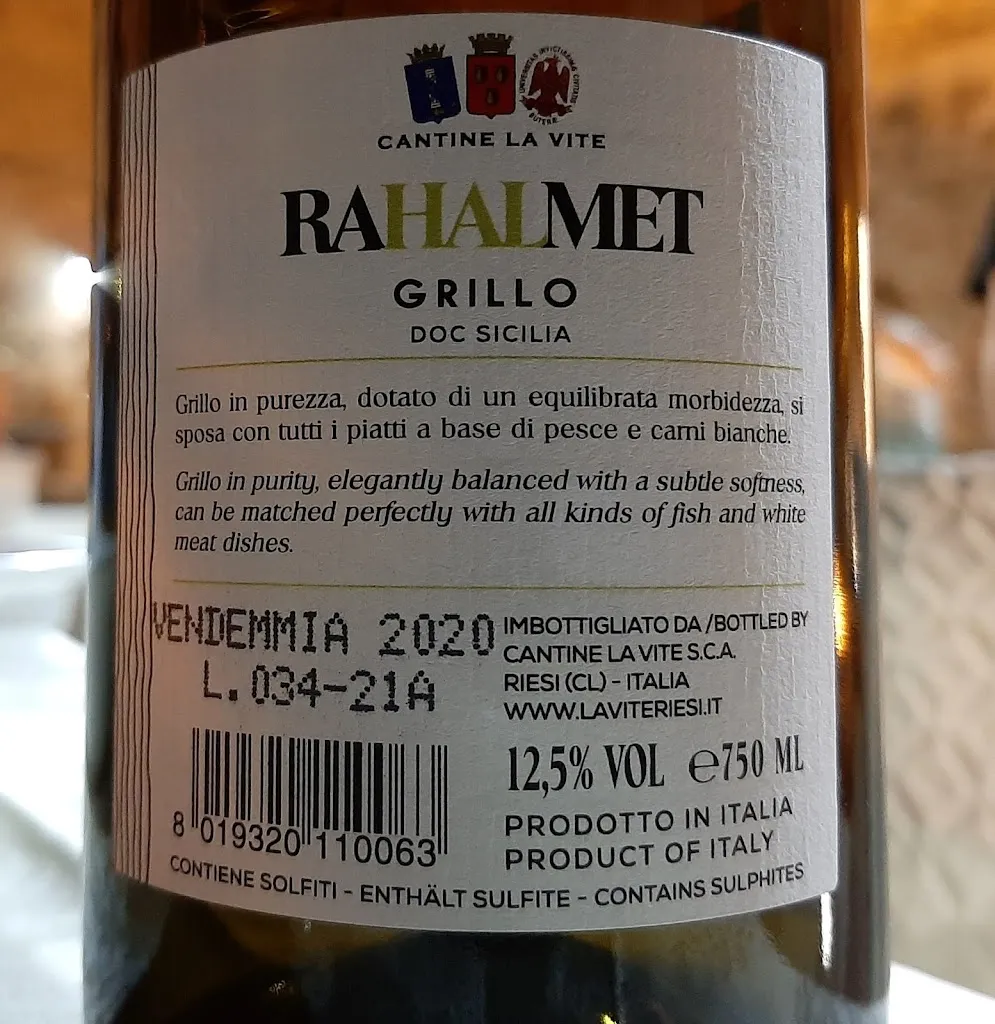 UNIVERSITAS INVICTISSIMA CIVITATIS
BUTERÆ
CANTINE LA VITE
RAHALMET
GRILLO
DOC SICILIA
Grillo in purezza, dotato di un equilibrata morbidezza, si
sposa con tutti i piatti a base di pesce e carni bianche.
Grillo in purity, elegantly balanced with a subtle softness,
can be matched perfectly with all kinds of fish and white
meat dishes.
VENDEMMIA 2020
L.034-21A
IMBOTTIGLIATO DA /BOTTLED BY
CANTINE LA VITE S.C.A.
RIESI (CL) - ITALIA
WWW.LAVITERIESI.IT
12,5% VOL ℮750 ML
PRODOTTO IN ITALIA
PRODUCT OF ITALY
8 019320 110063
CONTIENE SOLFITI - ENTHÄLT SULFITE - CONTAINS SULPHITES